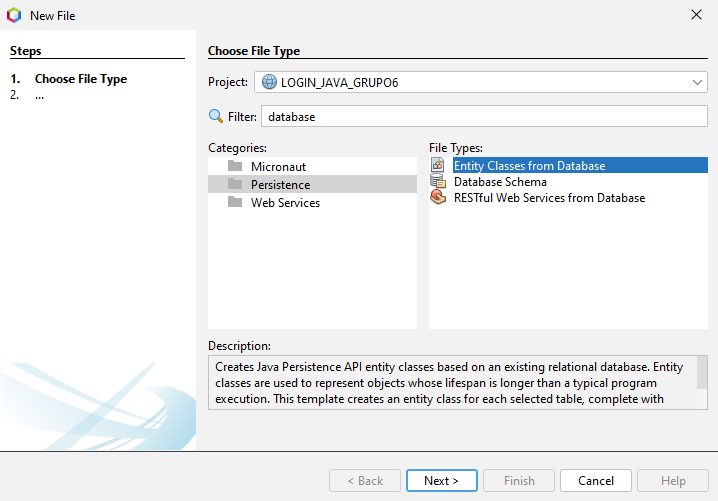 New File
Steps
1. Choose File Type
2. ...
Choose File Type
Project: LOGIN_JAVA_GRUPO6
Filter: database
Categories:
Micronaut
Persistence
Web Services
File Types:
Entity Classes from Database
Database Schema
RESTful Web Services from Database
Description:
Creates Java Persistence API entity classes based on an existing relational database. Entity
classes are used to represent objects whose lifespan is longer than a typical program
execution. This template creates an entity class for each selected table, complete with
< Back
Next >
Finish
Cancel
Help